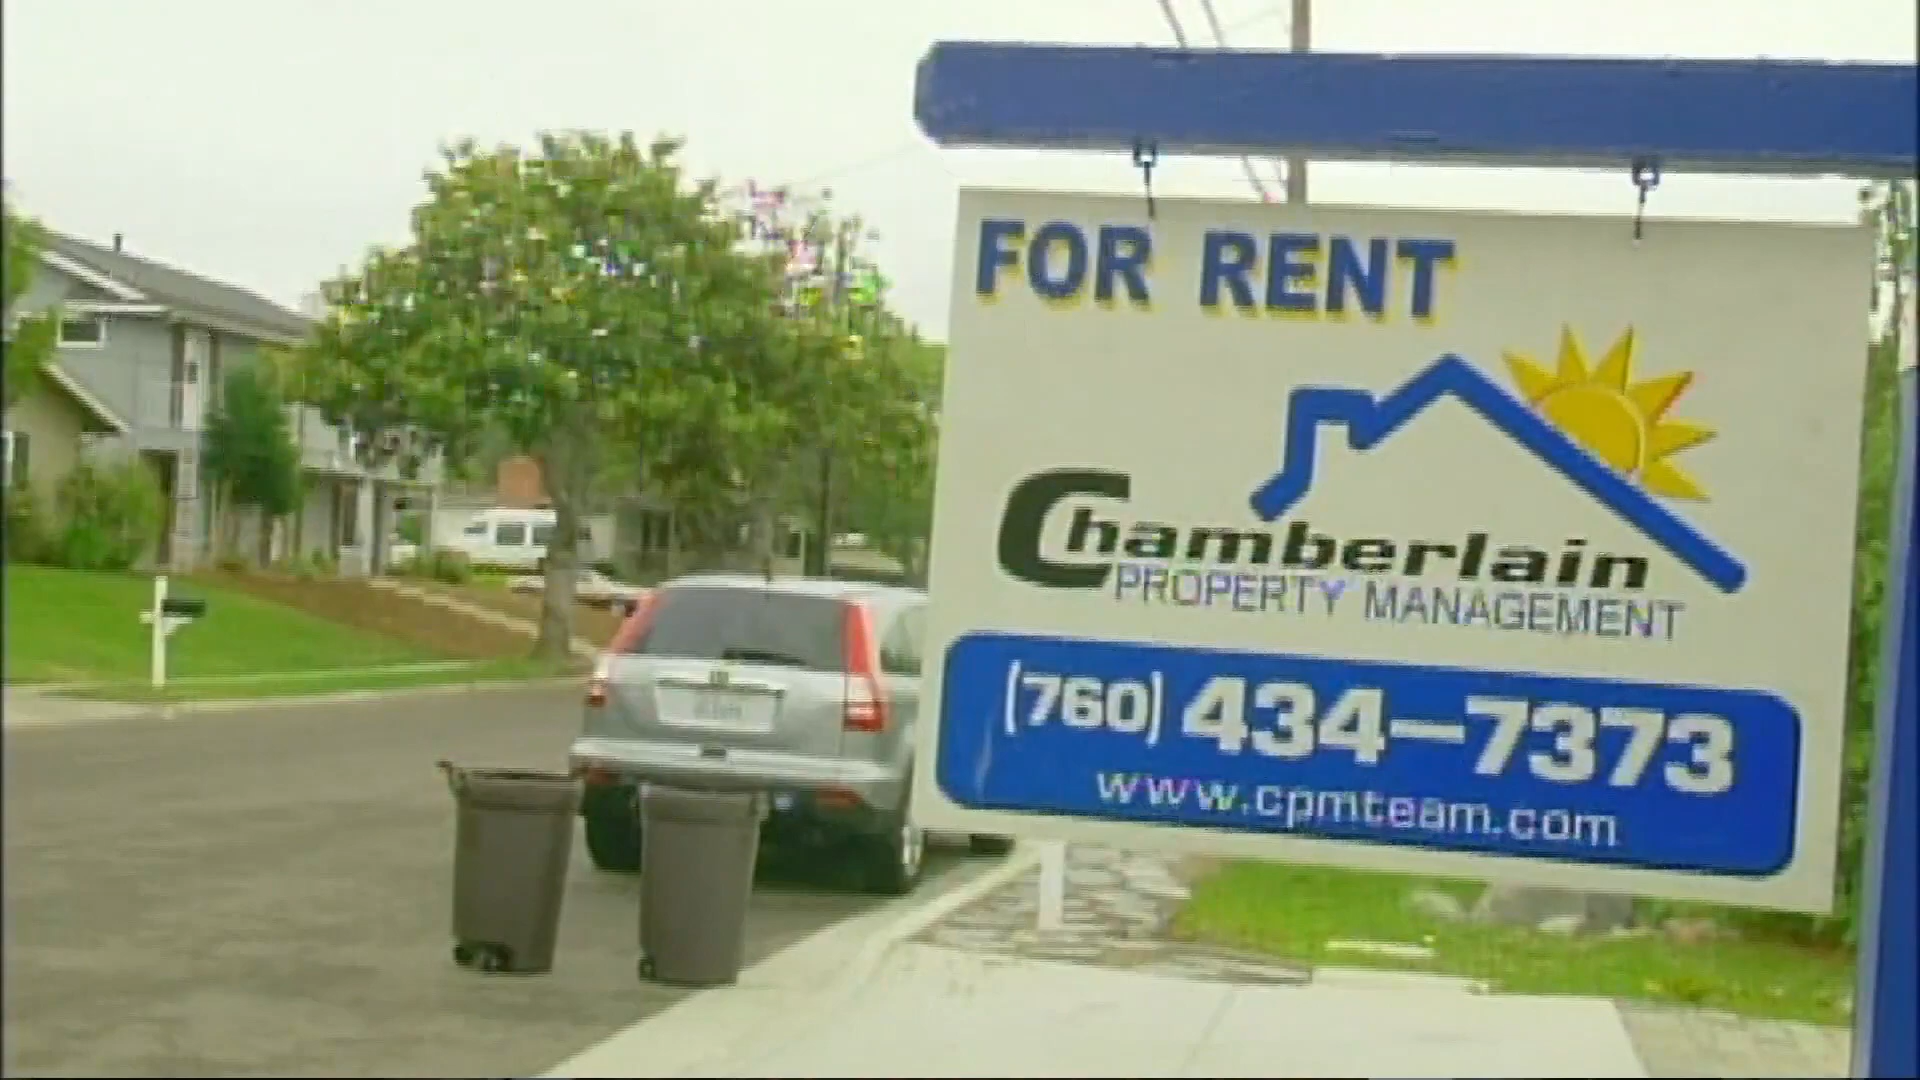 FOR RENT
Chamberlain
PROPERTY MANAGEMENT
(760) 434-7373
www.cpmteam.com